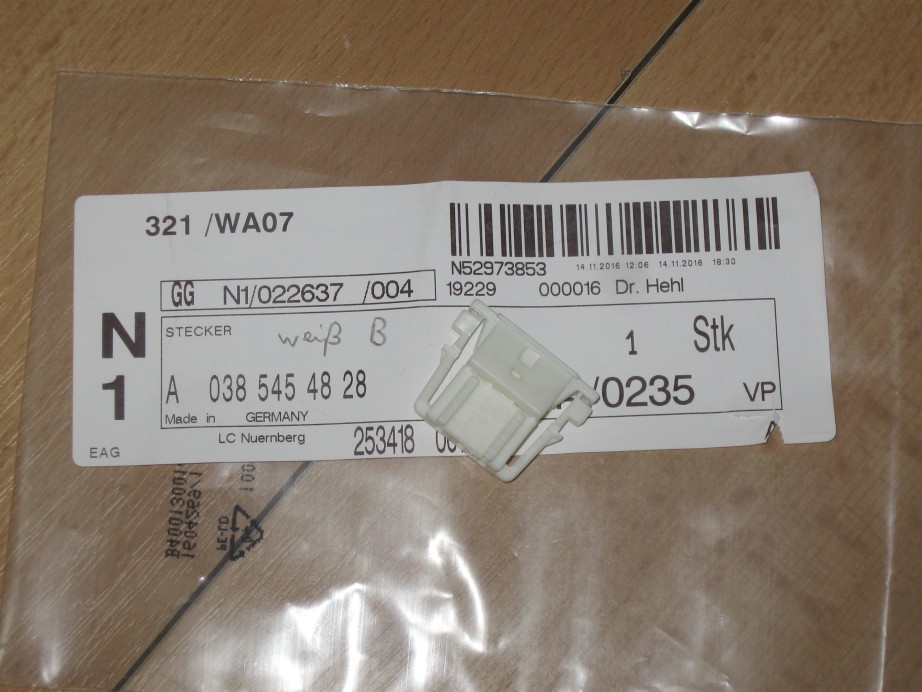 321 /WA07
N52973853 14.11.2016 12:06 14.11.2016 18:30
19229 000016 Dr. Hehl
GG N1/022637 /004
N
1
EAG
STECKER weiß B
1 Stk
A 038 545 48 28
/0235 VP
Made in GERMANY
LC Nuernberg 253418
PE-LD